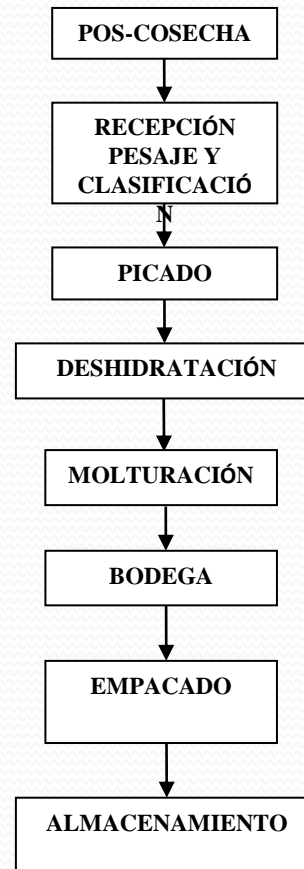 POS-COSECHA
RECEPCIÓN
PESAJE Y
CLASIFICACIÓ
N
PICADO
DESHIDRATACIÓN
MOLTURACIÓN
BODEGA
EMPACADO
ALMACENAMIENTO